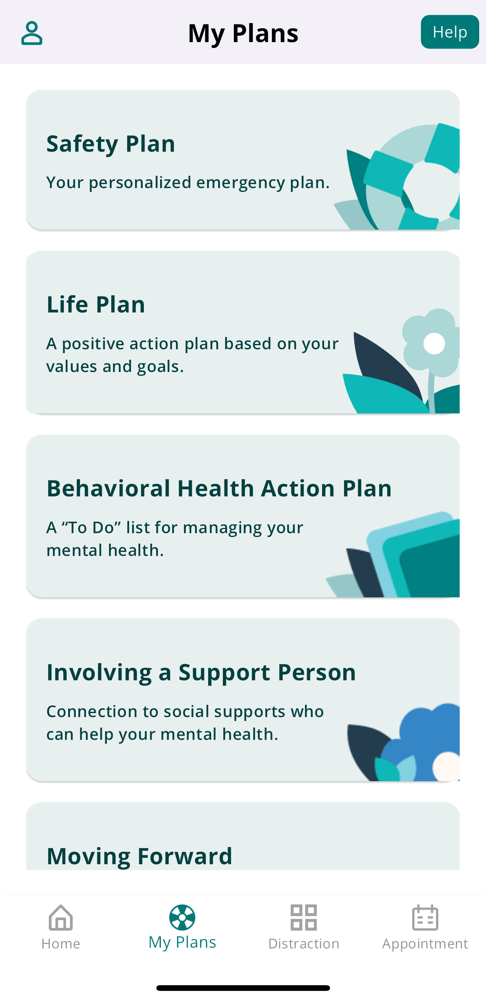 My Plans
Help
Safety Plan
Your personalized emergency plan.
Life Plan
A positive action plan based on your
values and goals.
Behavioral Health Action Plan
A “To Do” list for managing your
mental health.
Involving a Support Person
Connection to social supports who
can help your mental health.
Moving Forward
Home
My Plans
Distraction
Appointment